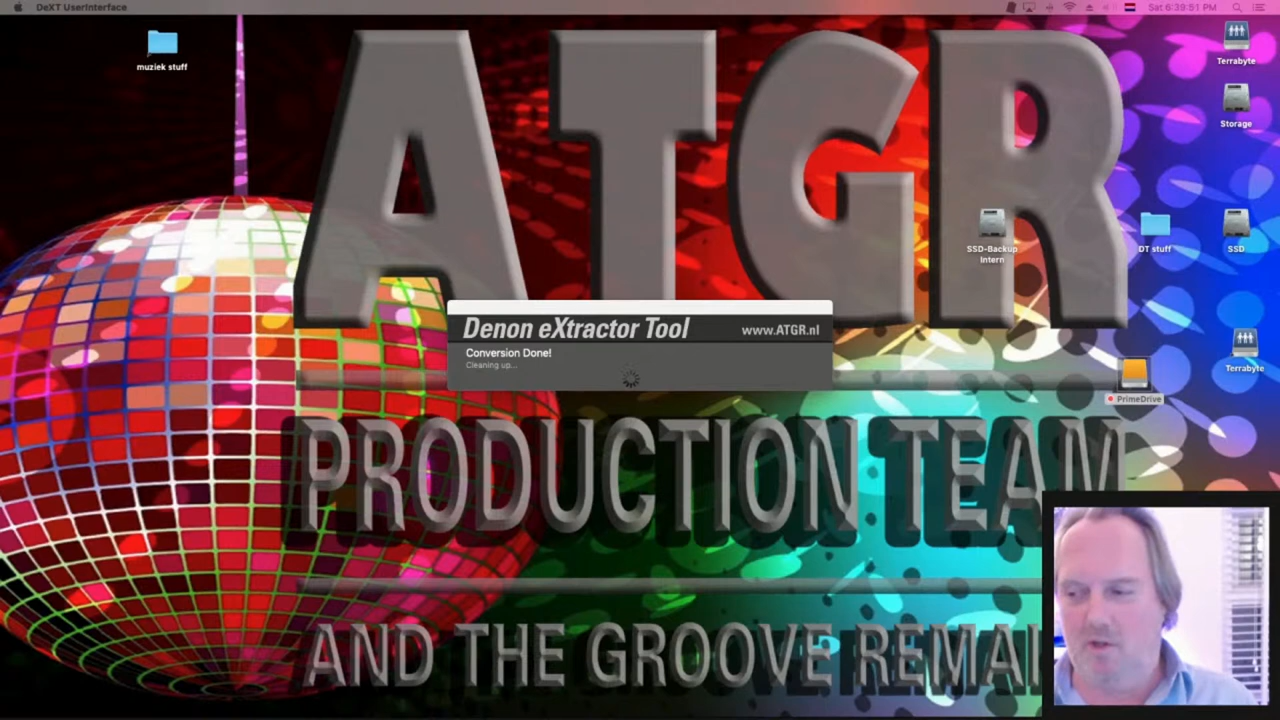 DeXT UserInterface
Sat 6:39:51 PM
muziek stuff
Terrabyte
Storage
ATGR
SSD-Backup
Intern
DT stuff
SSD
Denon eXtractor Tool
www.ATGR.nl
Conversion Done!
Cleaning up...
Terrabyte
PrimeDrive
PRODUCTION TEAM
AND THE GROOVE REMAI